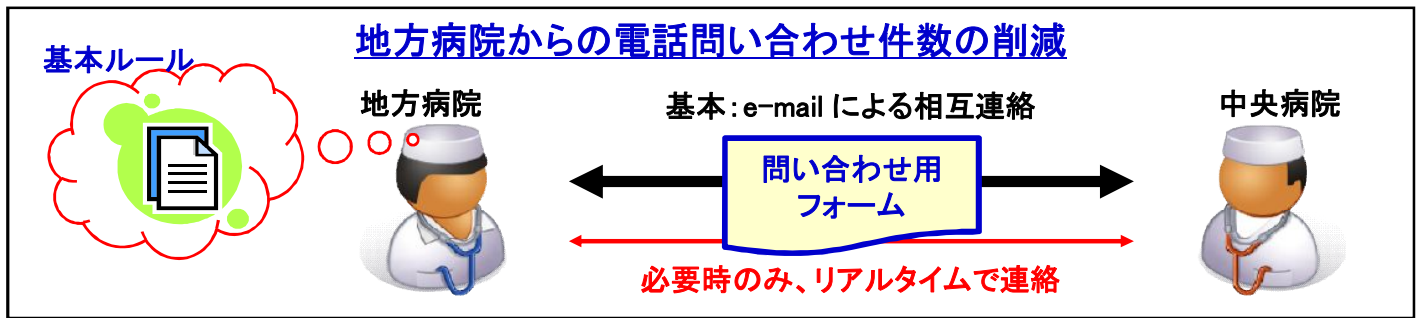 地方病院からの電話問い合わせ件数の削減
基本ルール
地方病院
基本：e-mail による相互連絡
中央病院
問い合わせ用
フォーム
必要時のみ、リアルタイムで連絡